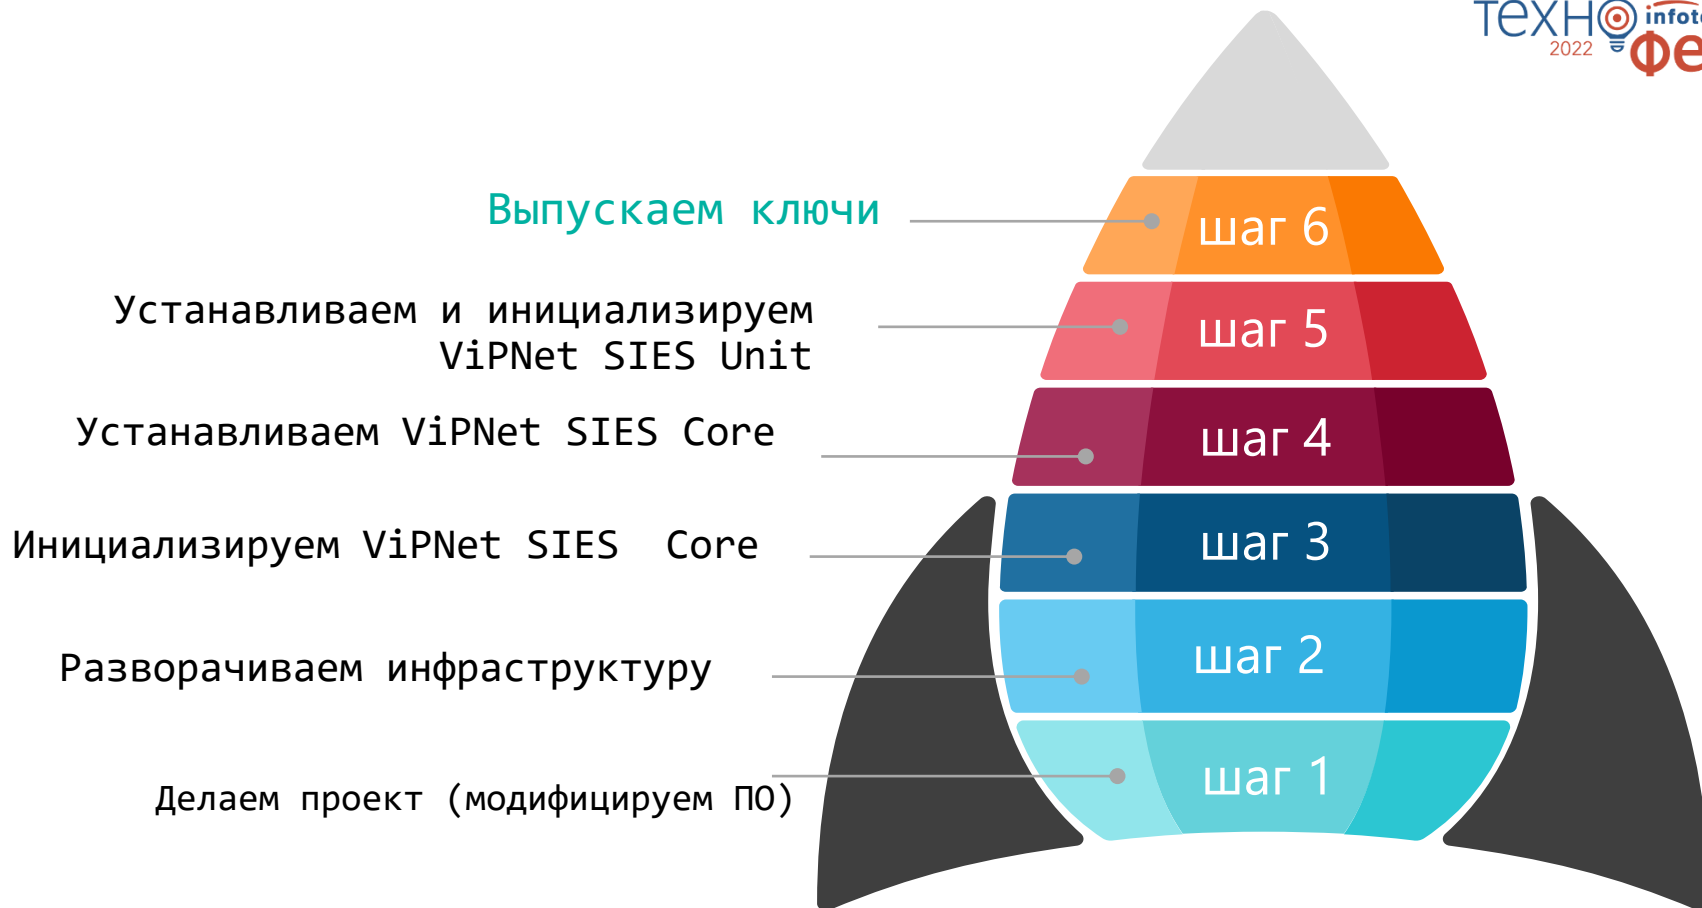 ТЕХНО infote
2022 Фе
Выпускаем ключи
шаг 6
Устанавливаем и инициализируем
ViPNet SIES Unit
шаг 5
Устанавливаем ViPNet SIES Core
шаг 4
Инициализируем ViPNet SIES  Core
шаг 3
Разворачиваем инфраструктуру
шаг 2
Делаем проект (модифицируем ПО)
шаг 1